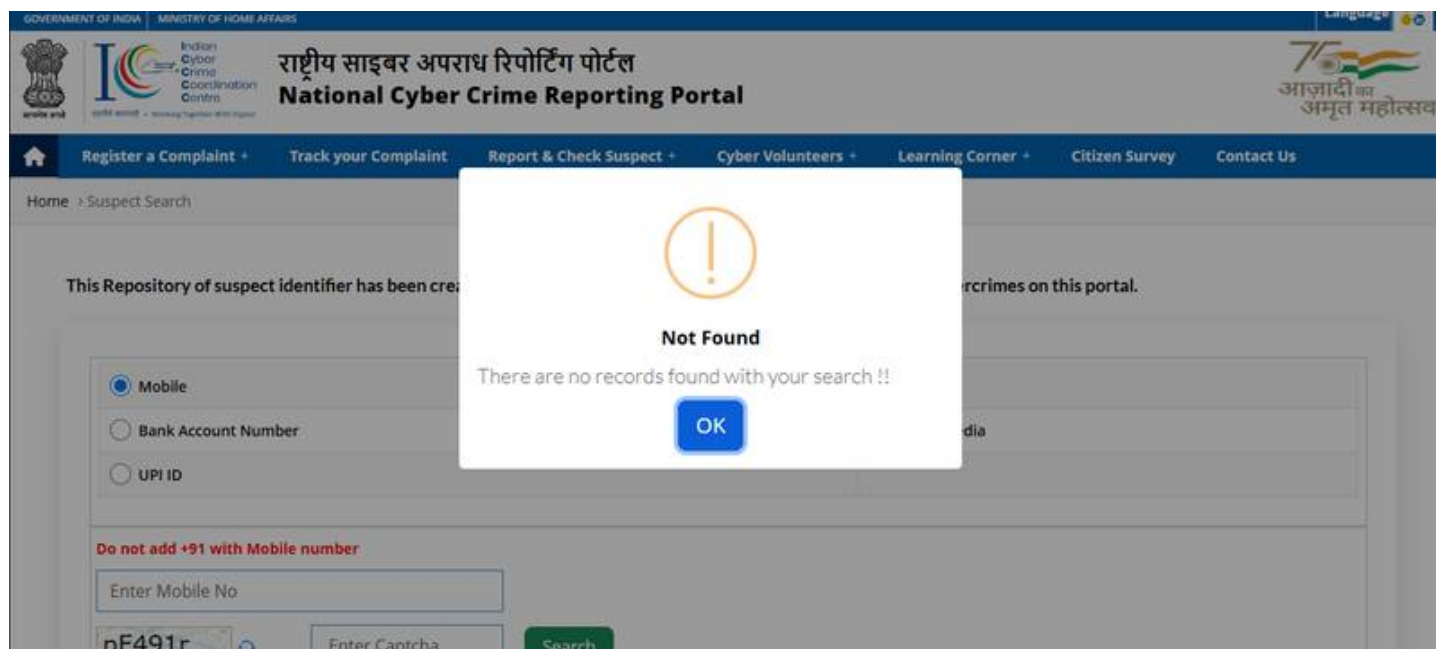 GOVERNMENT OF INDIA MINISTRY OF HOME AFFAIRS
Language
Indian
Cyber
Crime
Coordination
Centre
राष्ट्रीय साइबर अपराध रिपोर्टिंग पोर्टल
National Cyber Crime Reporting Portal
आज़ादी का
अमृत महोत्सव
Register a Complaint + Track your Complaint Report & Check Suspect + Cyber Volunteers + Learning Corner + Citizen Survey Contact Us
Home › Suspect Search
This Repository of suspect identifier has been crea
rcrimes on this portal.
Not Found
There are no records found with your search !!
OK
Mobile
Bank Account Number
dia
UPI ID
Do not add +91 with Mobile number
Enter Mobile No
nF491r Enter Captcha Search